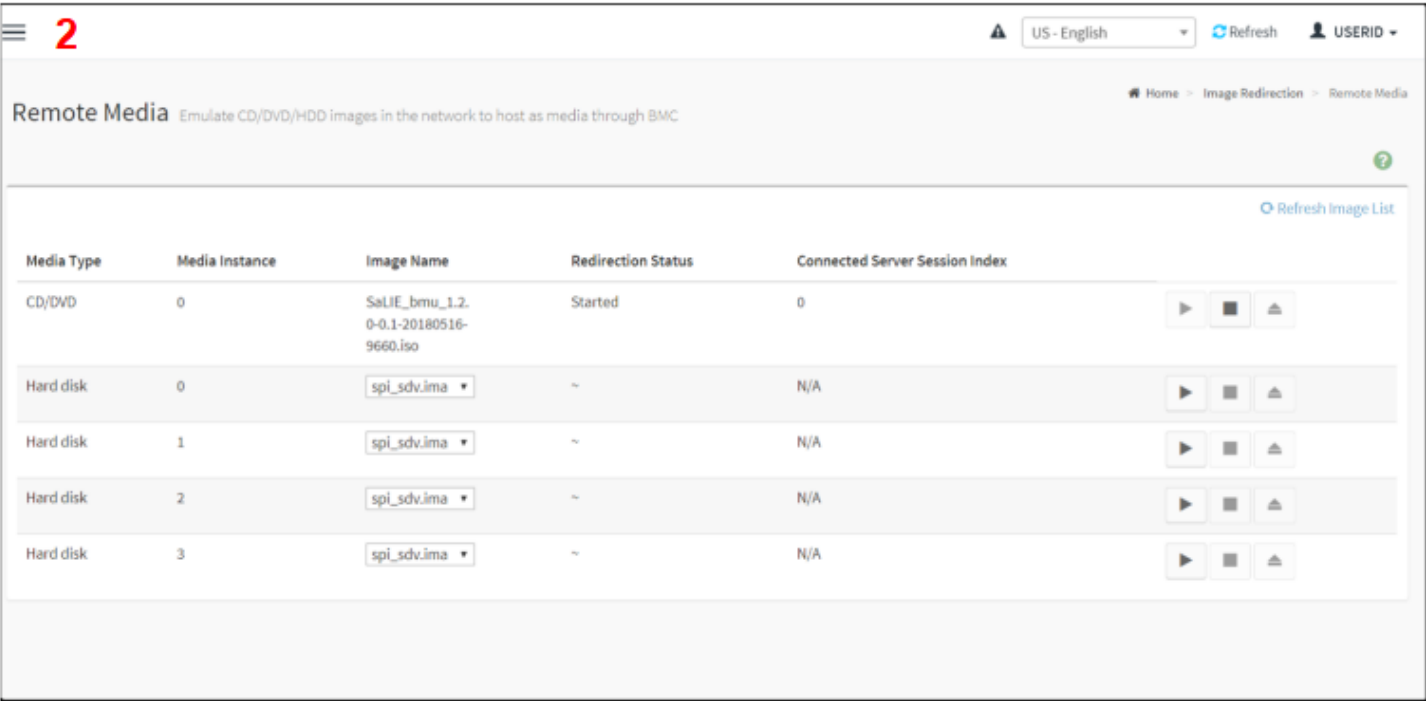 2
US - English
Refresh
USERID
Home > Image Redirection > Remote Media
Remote Media Emulate CD/DVD/HDD images in the network to host as media through BMC
?
Refresh Image List
Media Type Media Instance Image Name Redirection Status Connected Server Session Index
CD/DVD 0 SaLIE_bmu_1.2. Started 0
0-0.1-20180516-
9660.iso
Hard disk 0 spi_sdv.ima ~ N/A
Hard disk 1 spi_sdv.ima ~ N/A
Hard disk 2 spi_sdv.ima ~ N/A
Hard disk 3 spi_sdv.ima ~ N/A